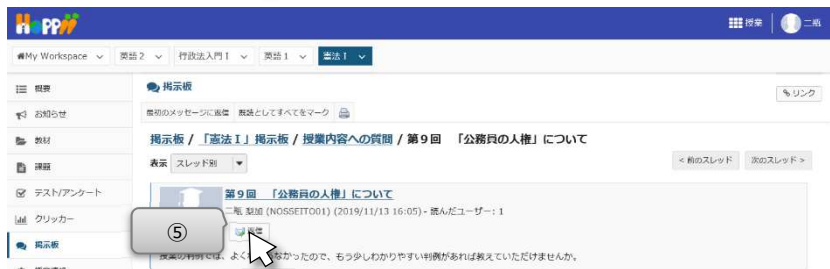 HoPPii
授業
二瓶
My Workspace
英語2
行政法入門Ⅰ
英語1
憲法Ⅰ
概要
掲示板
リンク
お知らせ
最初のメッセージに返信 既読としてすべてをマーク
教材
掲示板 / 「憲法Ⅰ」掲示板 / 授業内容への質問 / 第9回 「公務員の人権」について
課題
表示 スレッド別
< 前のスレッド
次のスレッド >
テスト/アンケート
第9回 「公務員の人権」について
クリッカー
(NOSSEIT001) (2019/11/13 16:05) - 読んだユーザー: 1
⑤
返信
掲示板
授業の判例では、よく
なかったので、もう少しわかりやすい判例があれば教えていただけませんか。